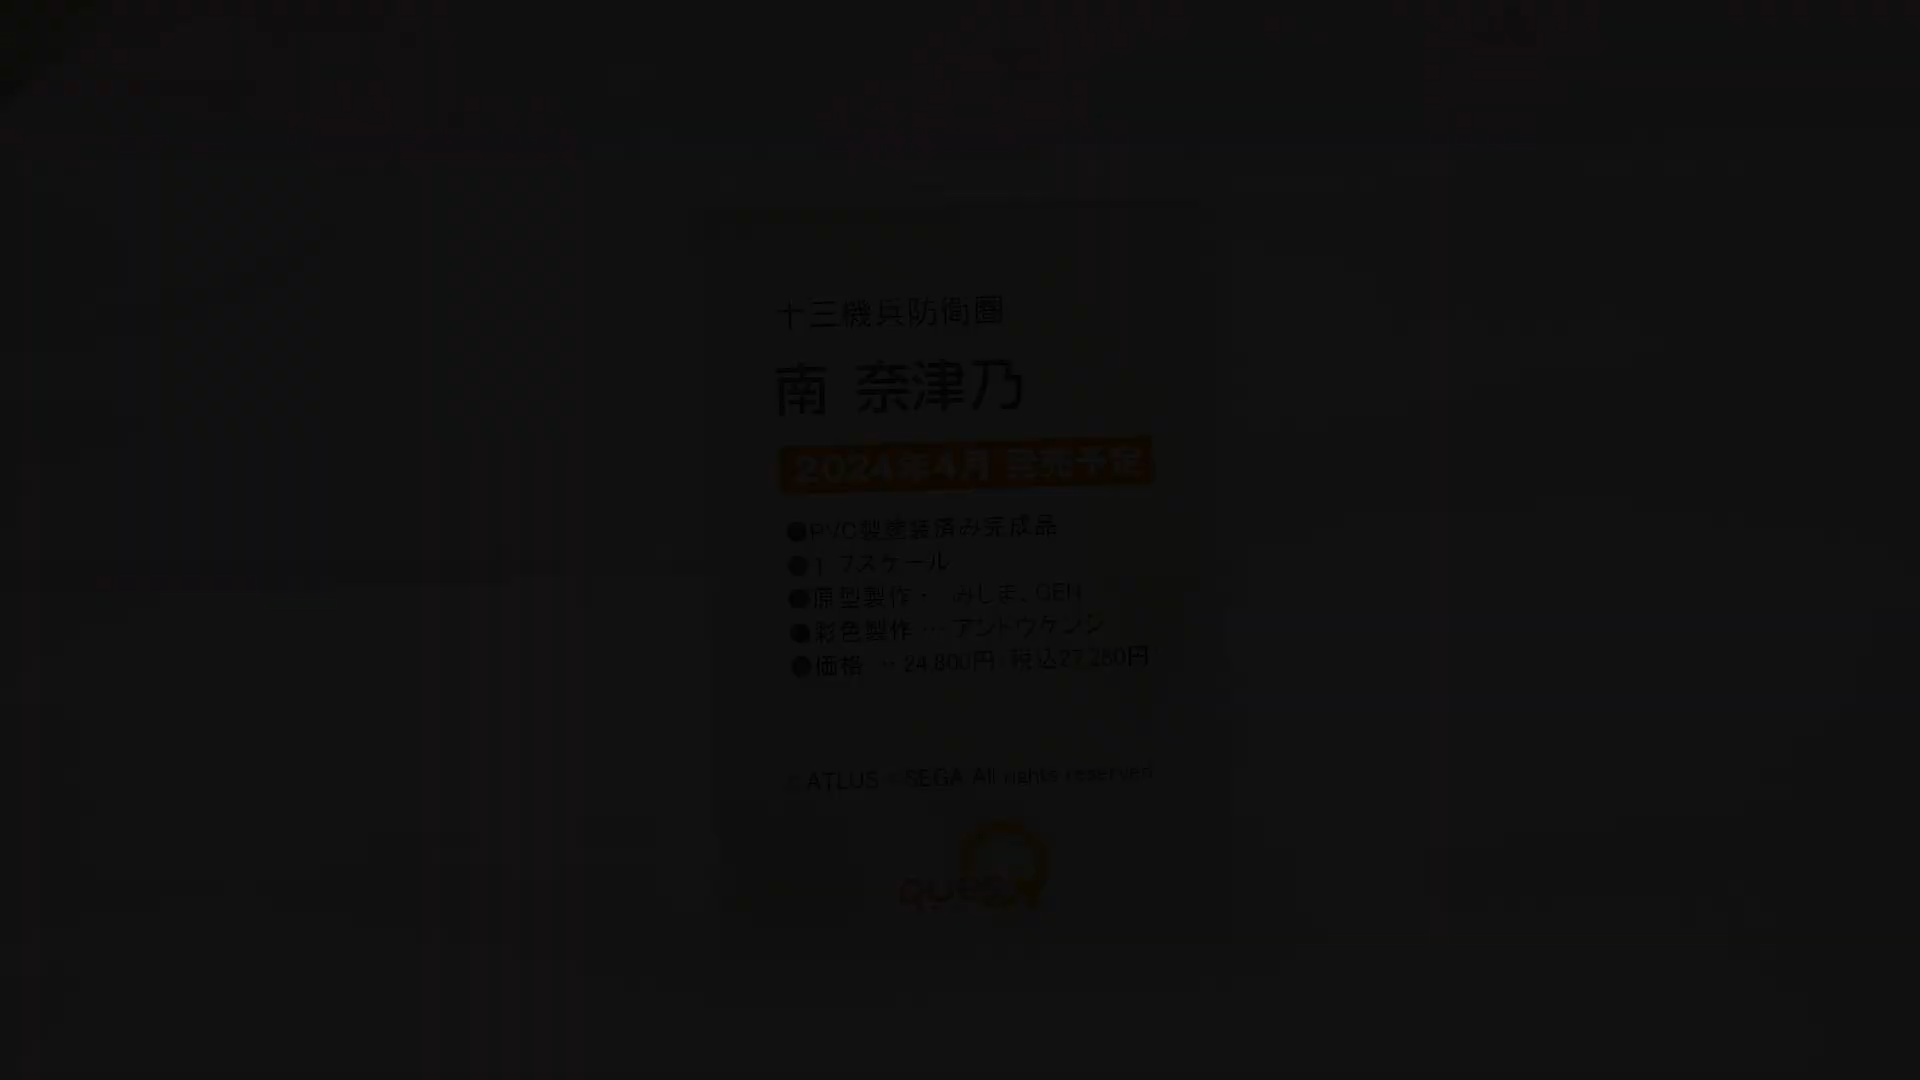 十三機兵防衛圏
南 奈津乃
2024年4月 発売予定
●PVC製塗装済み完成品
●1/7スケール
●原型製作… みしま。GEN
●彩色製作… アントウケンジ
●価格 … 24,800円(税込27,280円
©ATLUS ©SEGA All rights reserved
QuesQ